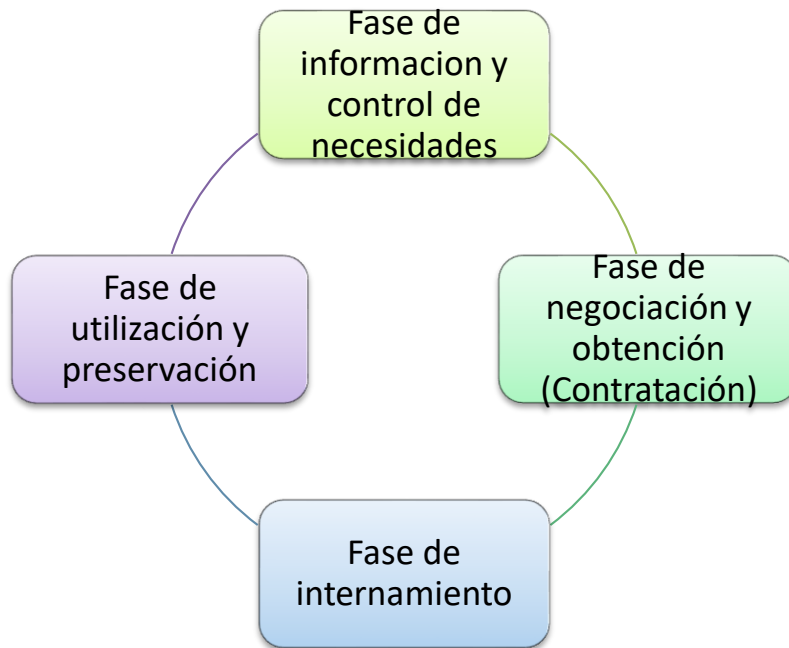 Fase de
informacion y
control de
necesidades
Fase de
negociación y
obtención
(Contratación)
Fase de
internamiento
Fase de
utilización y
preservación